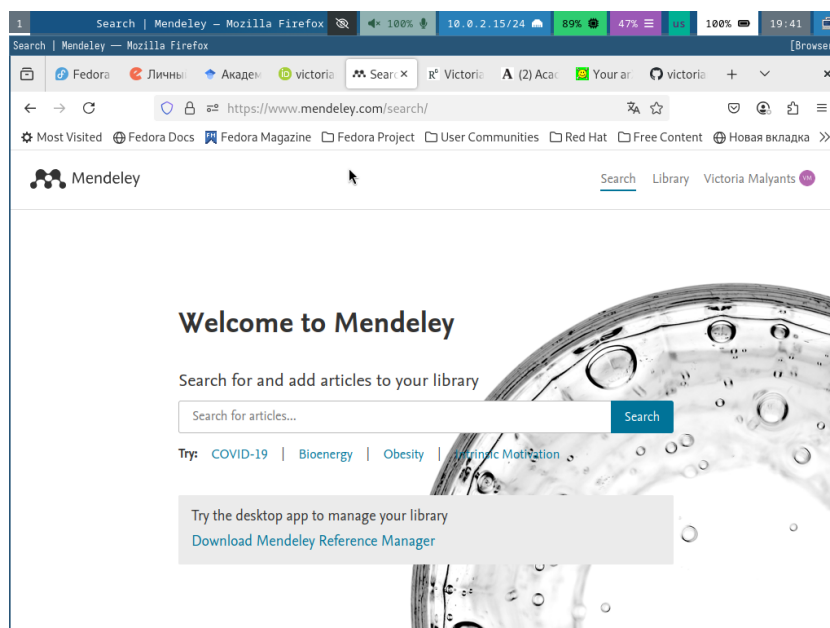 1 Search | Mendeley — Mozilla Firefox 100% 10.0.2.15/24 89% 47% us 100% 19:41
Search | Mendeley — Mozilla Firefox [Browser
Fedora Личный Академ victoria Searc Victoria (2) Acad Your ar victoria
https://www.mendeley.com/search/
Most Visited Fedora Docs Fedora Magazine Fedora Project User Communities Red Hat Free Content Новая вкладка
Mendeley Search Library Victoria Malyants VM
Welcome to Mendeley
Search for and add articles to your library
Search for articles... Search
Try: COVID-19 | Bioenergy | Obesity | Intrinsic Motivation
Try the desktop app to manage your library
Download Mendeley Reference Manager